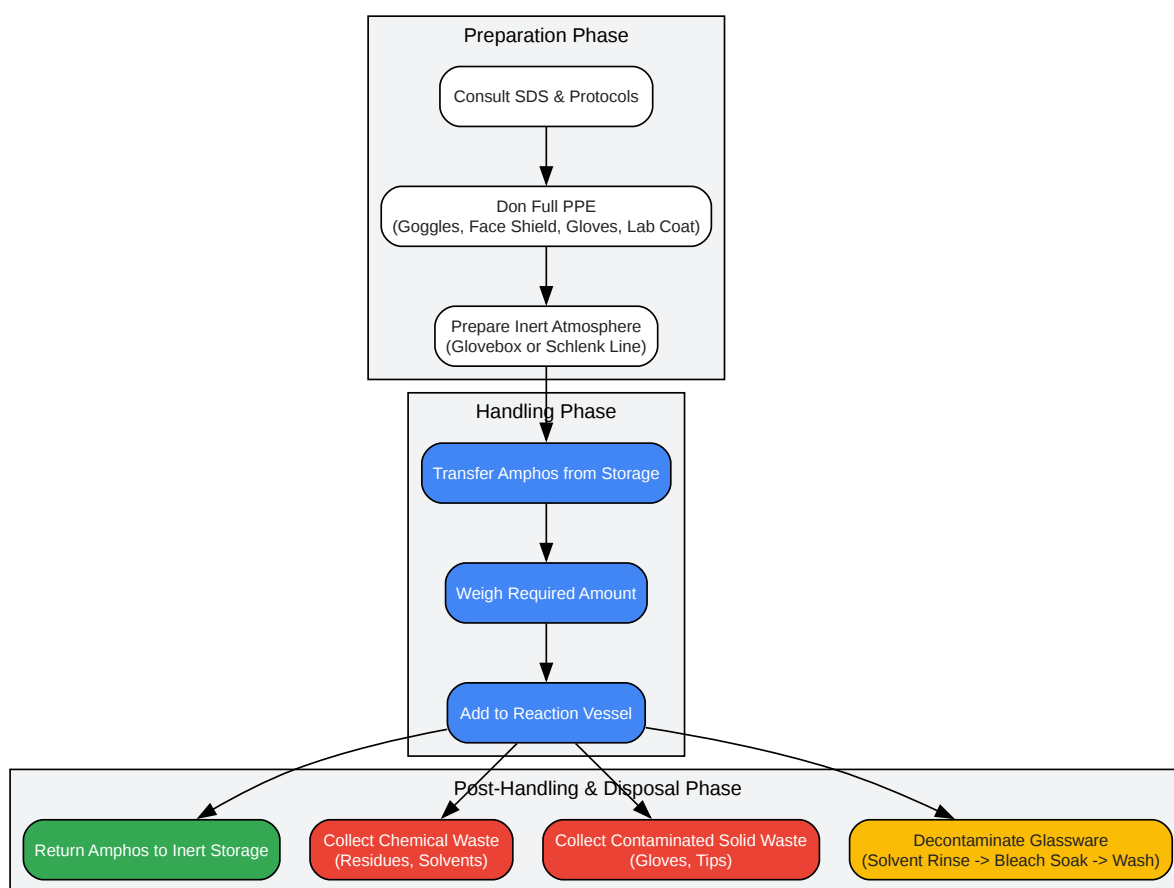 Preparation Phase
Consult SDS & Protocols
Don Full PPE
(Goggles, Face Shield, Gloves, Lab Coat)
Prepare Inert Atmosphere
(Glovebox or Schlenk Line)
Handling Phase
Transfer Amphos from Storage
Weigh Required Amount
Add to Reaction Vessel
Post-Handling & Disposal Phase
Return Amphos to Inert Storage
Collect Chemical Waste
(Residues, Solvents)
Collect Contaminated Solid Waste
(Gloves, Tips)
Decontaminate Glassware
(Solvent Rinse -> Bleach Soak -> Wash)